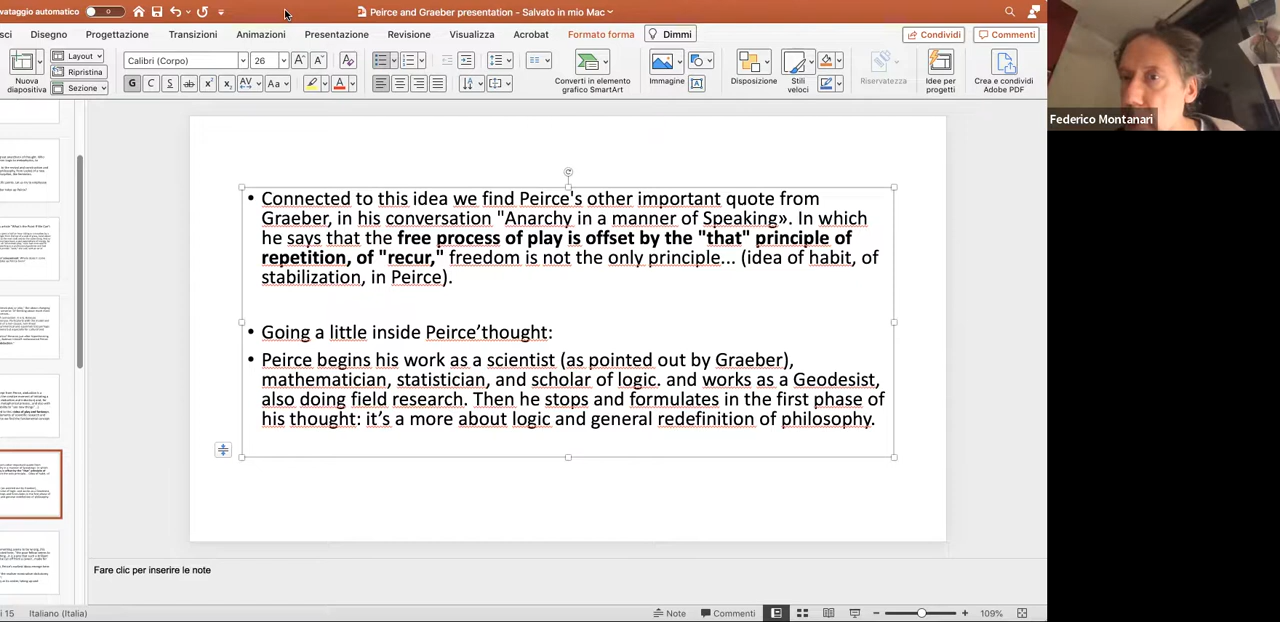 vataggio automatico
Peirce and Graeber presentation - Salvato in mio Mac
sci Disegno Progettazione Transizioni Animazioni Presentazione Revisione Visualizza Acrobat Formato forma Dimmi Condividi Commenti
Nuova diapositiva
Layout
Ripristina
Sezione
Calibri (Corpo) 26
G C S ab X² X₂ AV Aa A
Converti in elemento grafico SmartArt
Immagine
Disposizione
Stili veloci
Riservatezza
Idee per progetti
Crea e condividi Adobe PDF
Federico Montanari
• Connected to this idea we find Peirce's other important quote from
Graeber, in his conversation "Anarchy in a manner of Speaking». In which
he says that the free process of play is offset by the "that" principle of
repetition, of "recur," freedom is not the only principle... (idea of habit, of
stabilization, in Peirce).
• Going a little inside Peirce'thought:
• Peirce begins his work as a scientist (as pointed out by Graeber),
mathematician, statistician, and scholar of logic. and works as a Geodesist,
also doing field research. Then he stops and formulates in the first phase of
his thought: it's a more about logic and general redefinition of philosophy.
Fare clic per inserire le note
i 15 Italiano (Italia) Note Commenti 109%